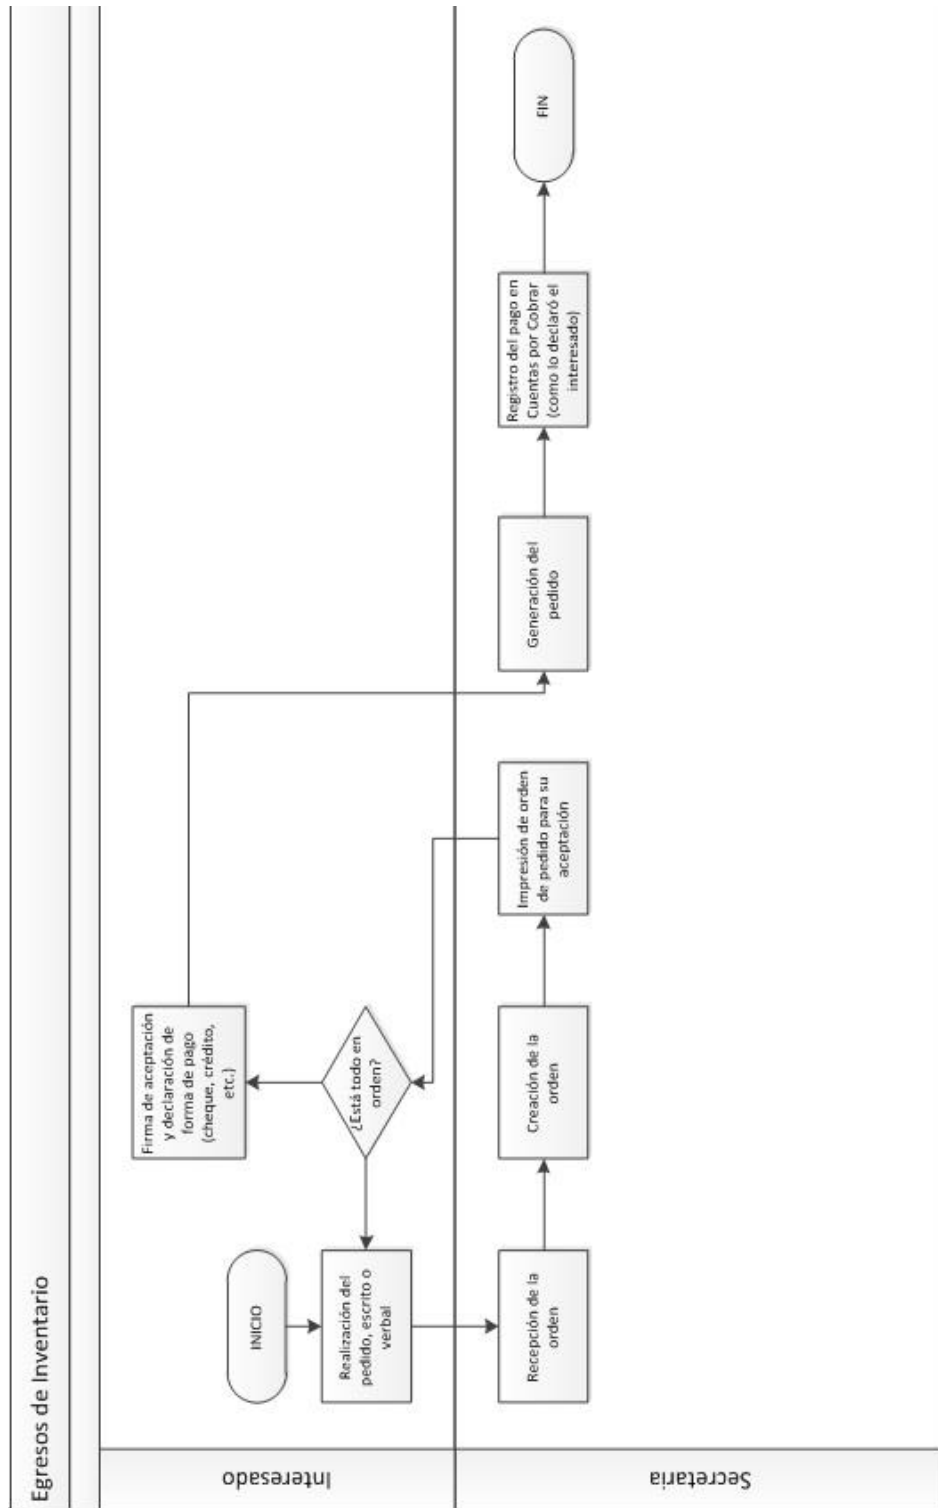 Egresos de Inventario
Interesado
INICIO
Realización del
pedido, escrito o
verbal
¿Está todo en
orden?
Firma de aceptación
y declaración de
forma de pago
(cheque, crédito,
etc.)
Secretaria
Recepción de la
orden
Creación de la
orden
Impresión de orden
de pedido para su
aceptación
Generación del
pedido
Registro del pago en
Cuentas por Cobrar
(como lo declaró el
interesado)
FIN